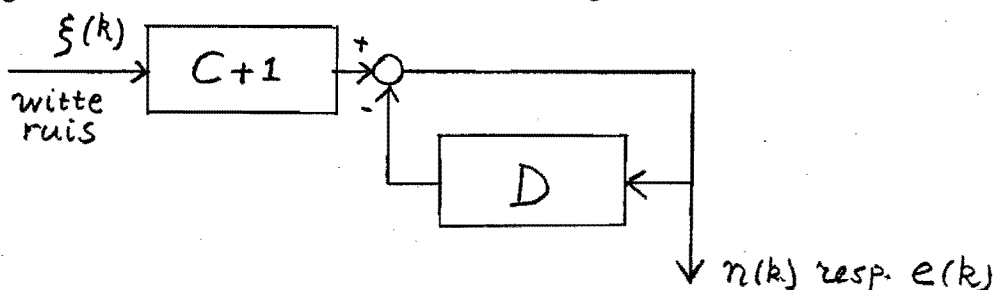 ξ(k)
C+1
+
witte
ruis
-
D
n(k) resp. e(k)